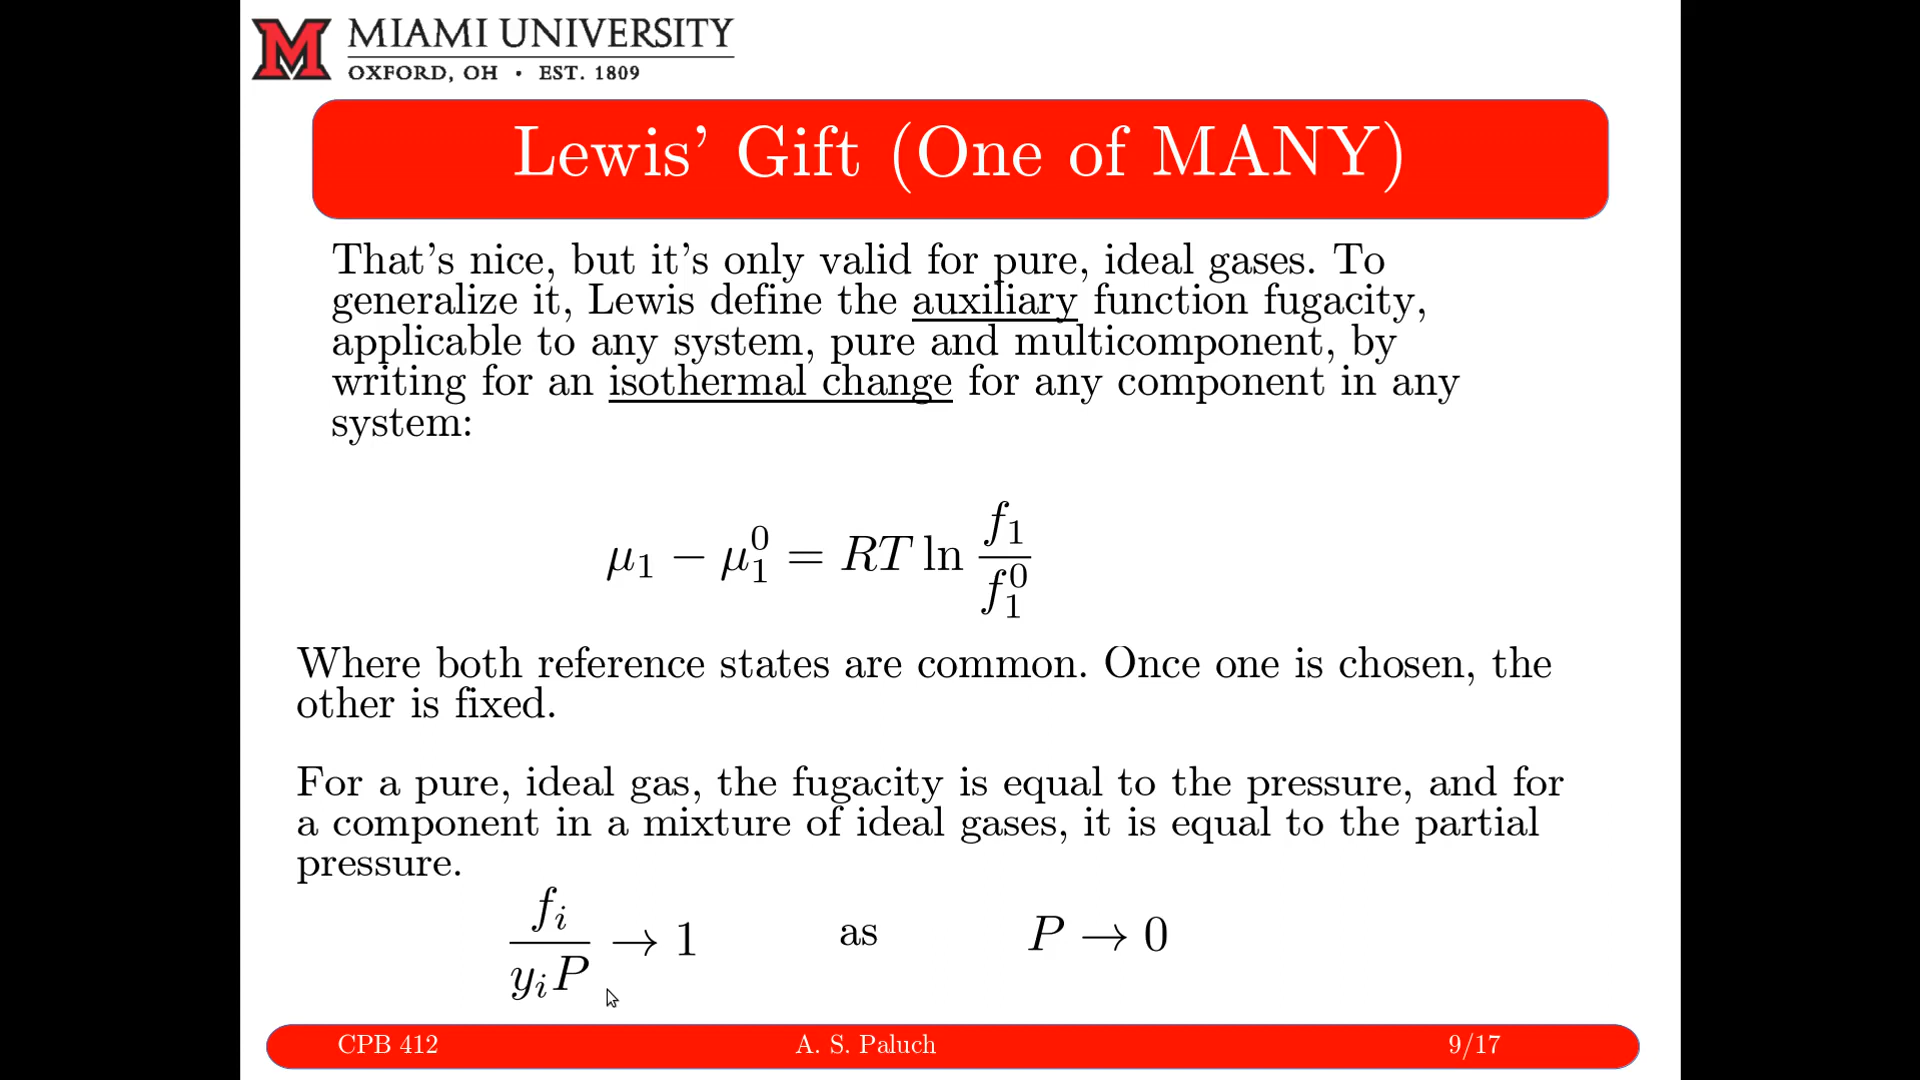 MIAMI UNIVERSITY
OXFORD, OH • EST. 1809
Lewis' Gift (One of MANY)
That's nice, but it's only valid for pure, ideal gases. To
generalize it, Lewis define the auxiliary function fugacity,
applicable to any system, pure and multicomponent, by
writing for an isothermal change for any component in any
system:
μ₁ − μ₁⁰ = RT ln f₁ / f₁⁰
Where both reference states are common. Once one is chosen, the
other is fixed.
For a pure, ideal gas, the fugacity is equal to the pressure, and for
a component in a mixture of ideal gases, it is equal to the partial
pressure.
fᵢ / yᵢP → 1 as P → 0
CPB 412 A. S. Paluch 9/17